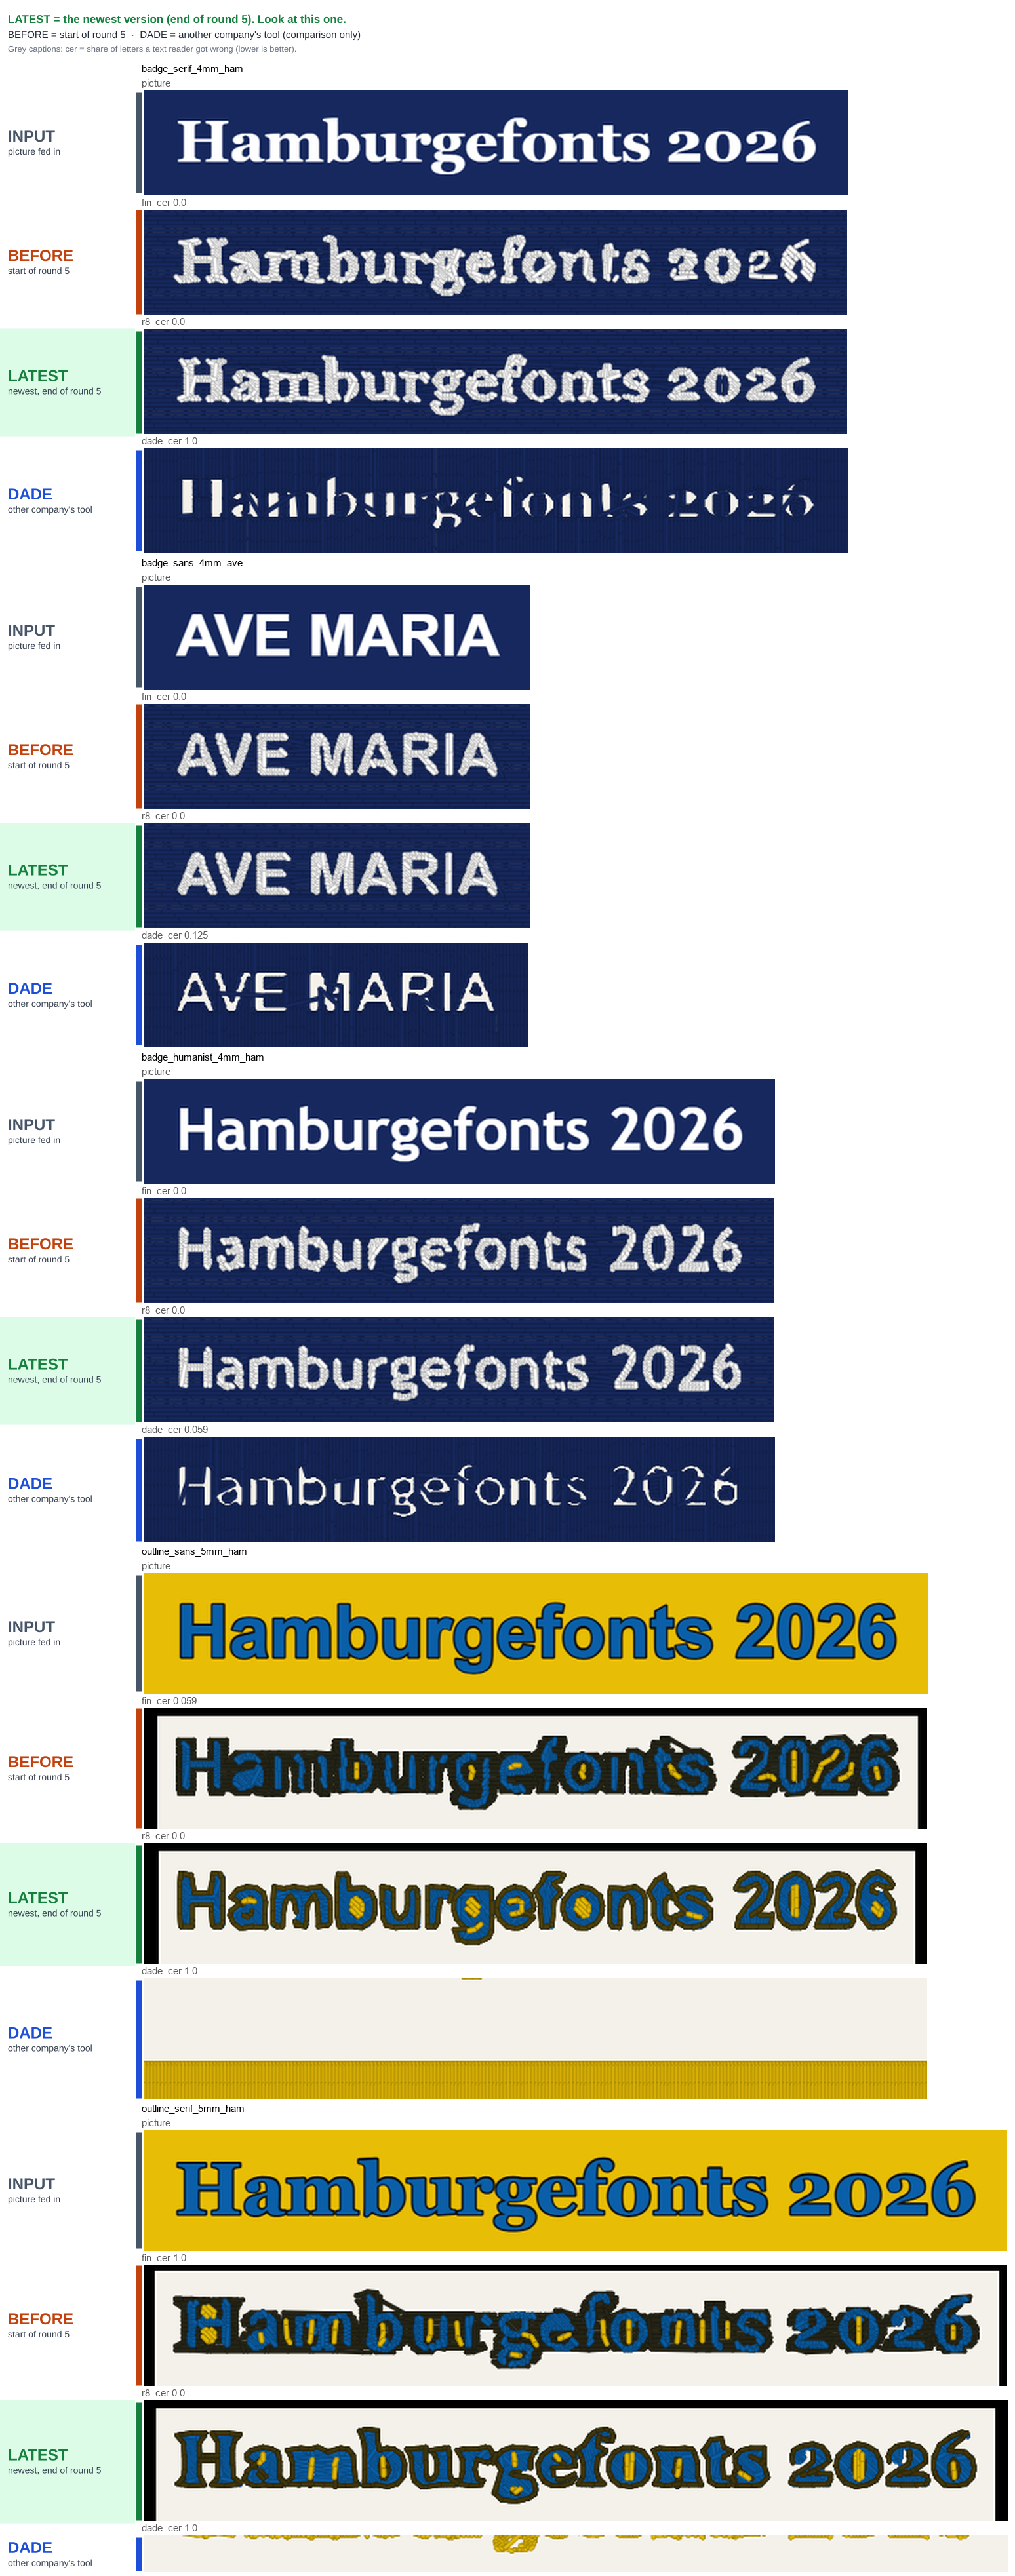 LATEST = the newest version (end of round 5). Look at this one.
BEFORE = start of round 5 · DADE = another company's tool (comparison only)
Grey captions: cer = share of letters a text reader got wrong (lower is better).
badge_serif_4mm_ham
picture
INPUT
picture fed in
Hamburgefonts 2026
fin cer 0.0
BEFORE
start of round 5
Hamburgefonts 2026
r8 cer 0.0
LATEST
newest, end of round 5
Hamburgefonts 2026
dade cer 1.0
DADE
other company's tool
Hamburgefonts 2026
badge_sans_4mm_ave
picture
INPUT
picture fed in
AVE MARIA
fin cer 0.0
BEFORE
start of round 5
AVE MARIA
r8 cer 0.0
LATEST
newest, end of round 5
AVE MARIA
dade cer 0.125
DADE
other company's tool
AVE MARIA
badge_humanist_4mm_ham
picture
INPUT
picture fed in
Hamburgefonts 2026
fin cer 0.0
BEFORE
start of round 5
Hamburgefonts 2026
r8 cer 0.0
LATEST
newest, end of round 5
Hamburgefonts 2026
dade cer 0.059
DADE
other company's tool
Hamburgefonts 2026
outline_sans_5mm_ham
picture
INPUT
picture fed in
Hamburgefonts 2026
fin cer 0.059
BEFORE
start of round 5
Hamburgefonts 2026
r8 cer 0.0
LATEST
newest, end of round 5
Hamburgefonts 2026
dade cer 1.0
DADE
other company's tool
outline_serif_5mm_ham
picture
INPUT
picture fed in
Hamburgefonts 2026
fin cer 1.0
BEFORE
start of round 5
Hamburgefonts 2026
r8 cer 0.0
LATEST
newest, end of round 5
Hamburgefonts 2026
dade cer 1.0
DADE
other company's tool